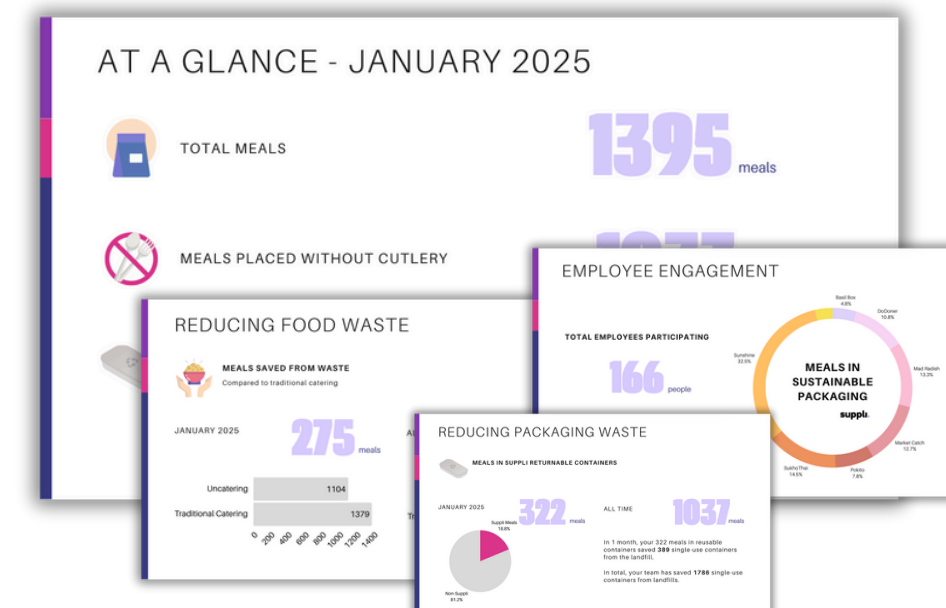 AT A GLANCE - JANUARY 2025
TOTAL MEALS
1395 meals
MEALS PLACED WITHOUT CUTLERY
REDUCING FOOD WASTE
MEALS SAVED FROM WASTE
Compared to traditional catering
JANUARY 2025
275 meals
Uncatering
1104
Traditional Catering
1379
0
200
400
600
800
1000
1200
1400
EMPLOYEE ENGAGEMENT
TOTAL EMPLOYEES PARTICIPATING
166 people
Basil Box
4.8%
DoDoner
10.8%
Mad Radish
13.3%
Market Catch
12.7%
Pokito
7.8%
SukhoThai
14.5%
Sunshine
32.5%
MEALS IN
SUSTAINABLE
PACKAGING
suppli.
REDUCING PACKAGING WASTE
MEALS IN SUPPLI RETURNABLE CONTAINERS
JANUARY 2025
322 meals
ALL TIME
1037 meals
Suppli Meals
18.8%
Non-Suppli
81.2%
In 1 month, your 322 meals in reusable
containers saved 389 single-use containers
from the landfill.
In total, your team has saved 1786 single-use
containers from landfills.